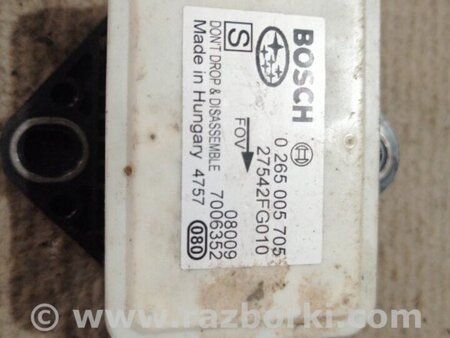 BOSCH
0 265 005 705
27542FG010
S
FOV
DON'T DROP & DISASSEMBLE
08009
7006352
Made in Hungary 4757
080
© www.razborki.com